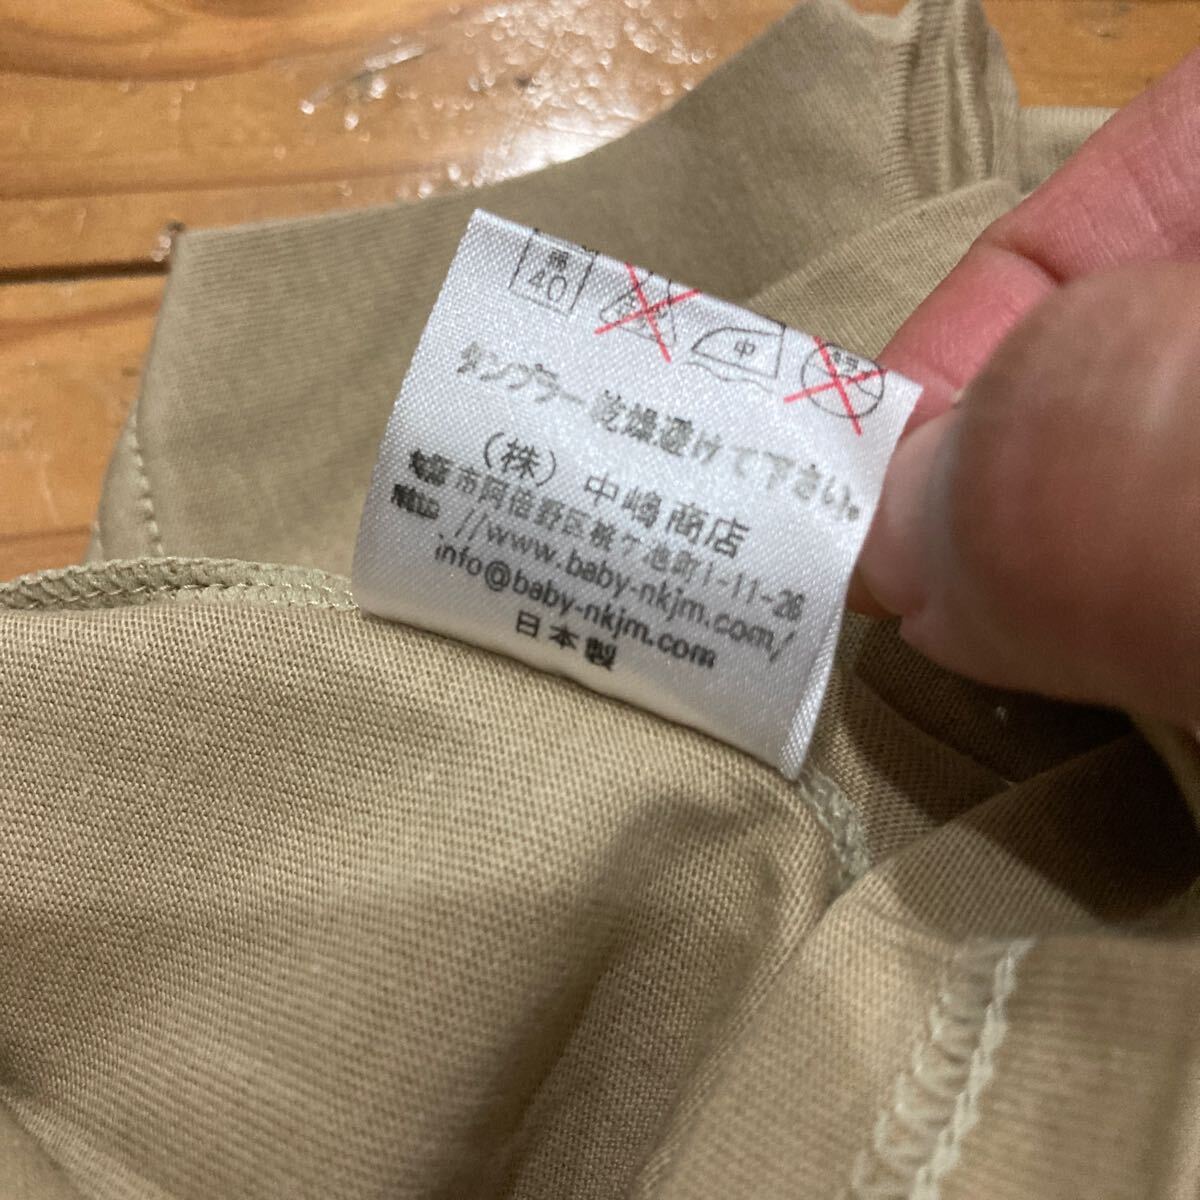 40
中
タンブラー乾燥避けて下さい。
（株）中嶋商店
市阿倍野区桃ケ池町1-11-26
//www.baby-nkjm.com/
info@baby-nkjm.com
日本製